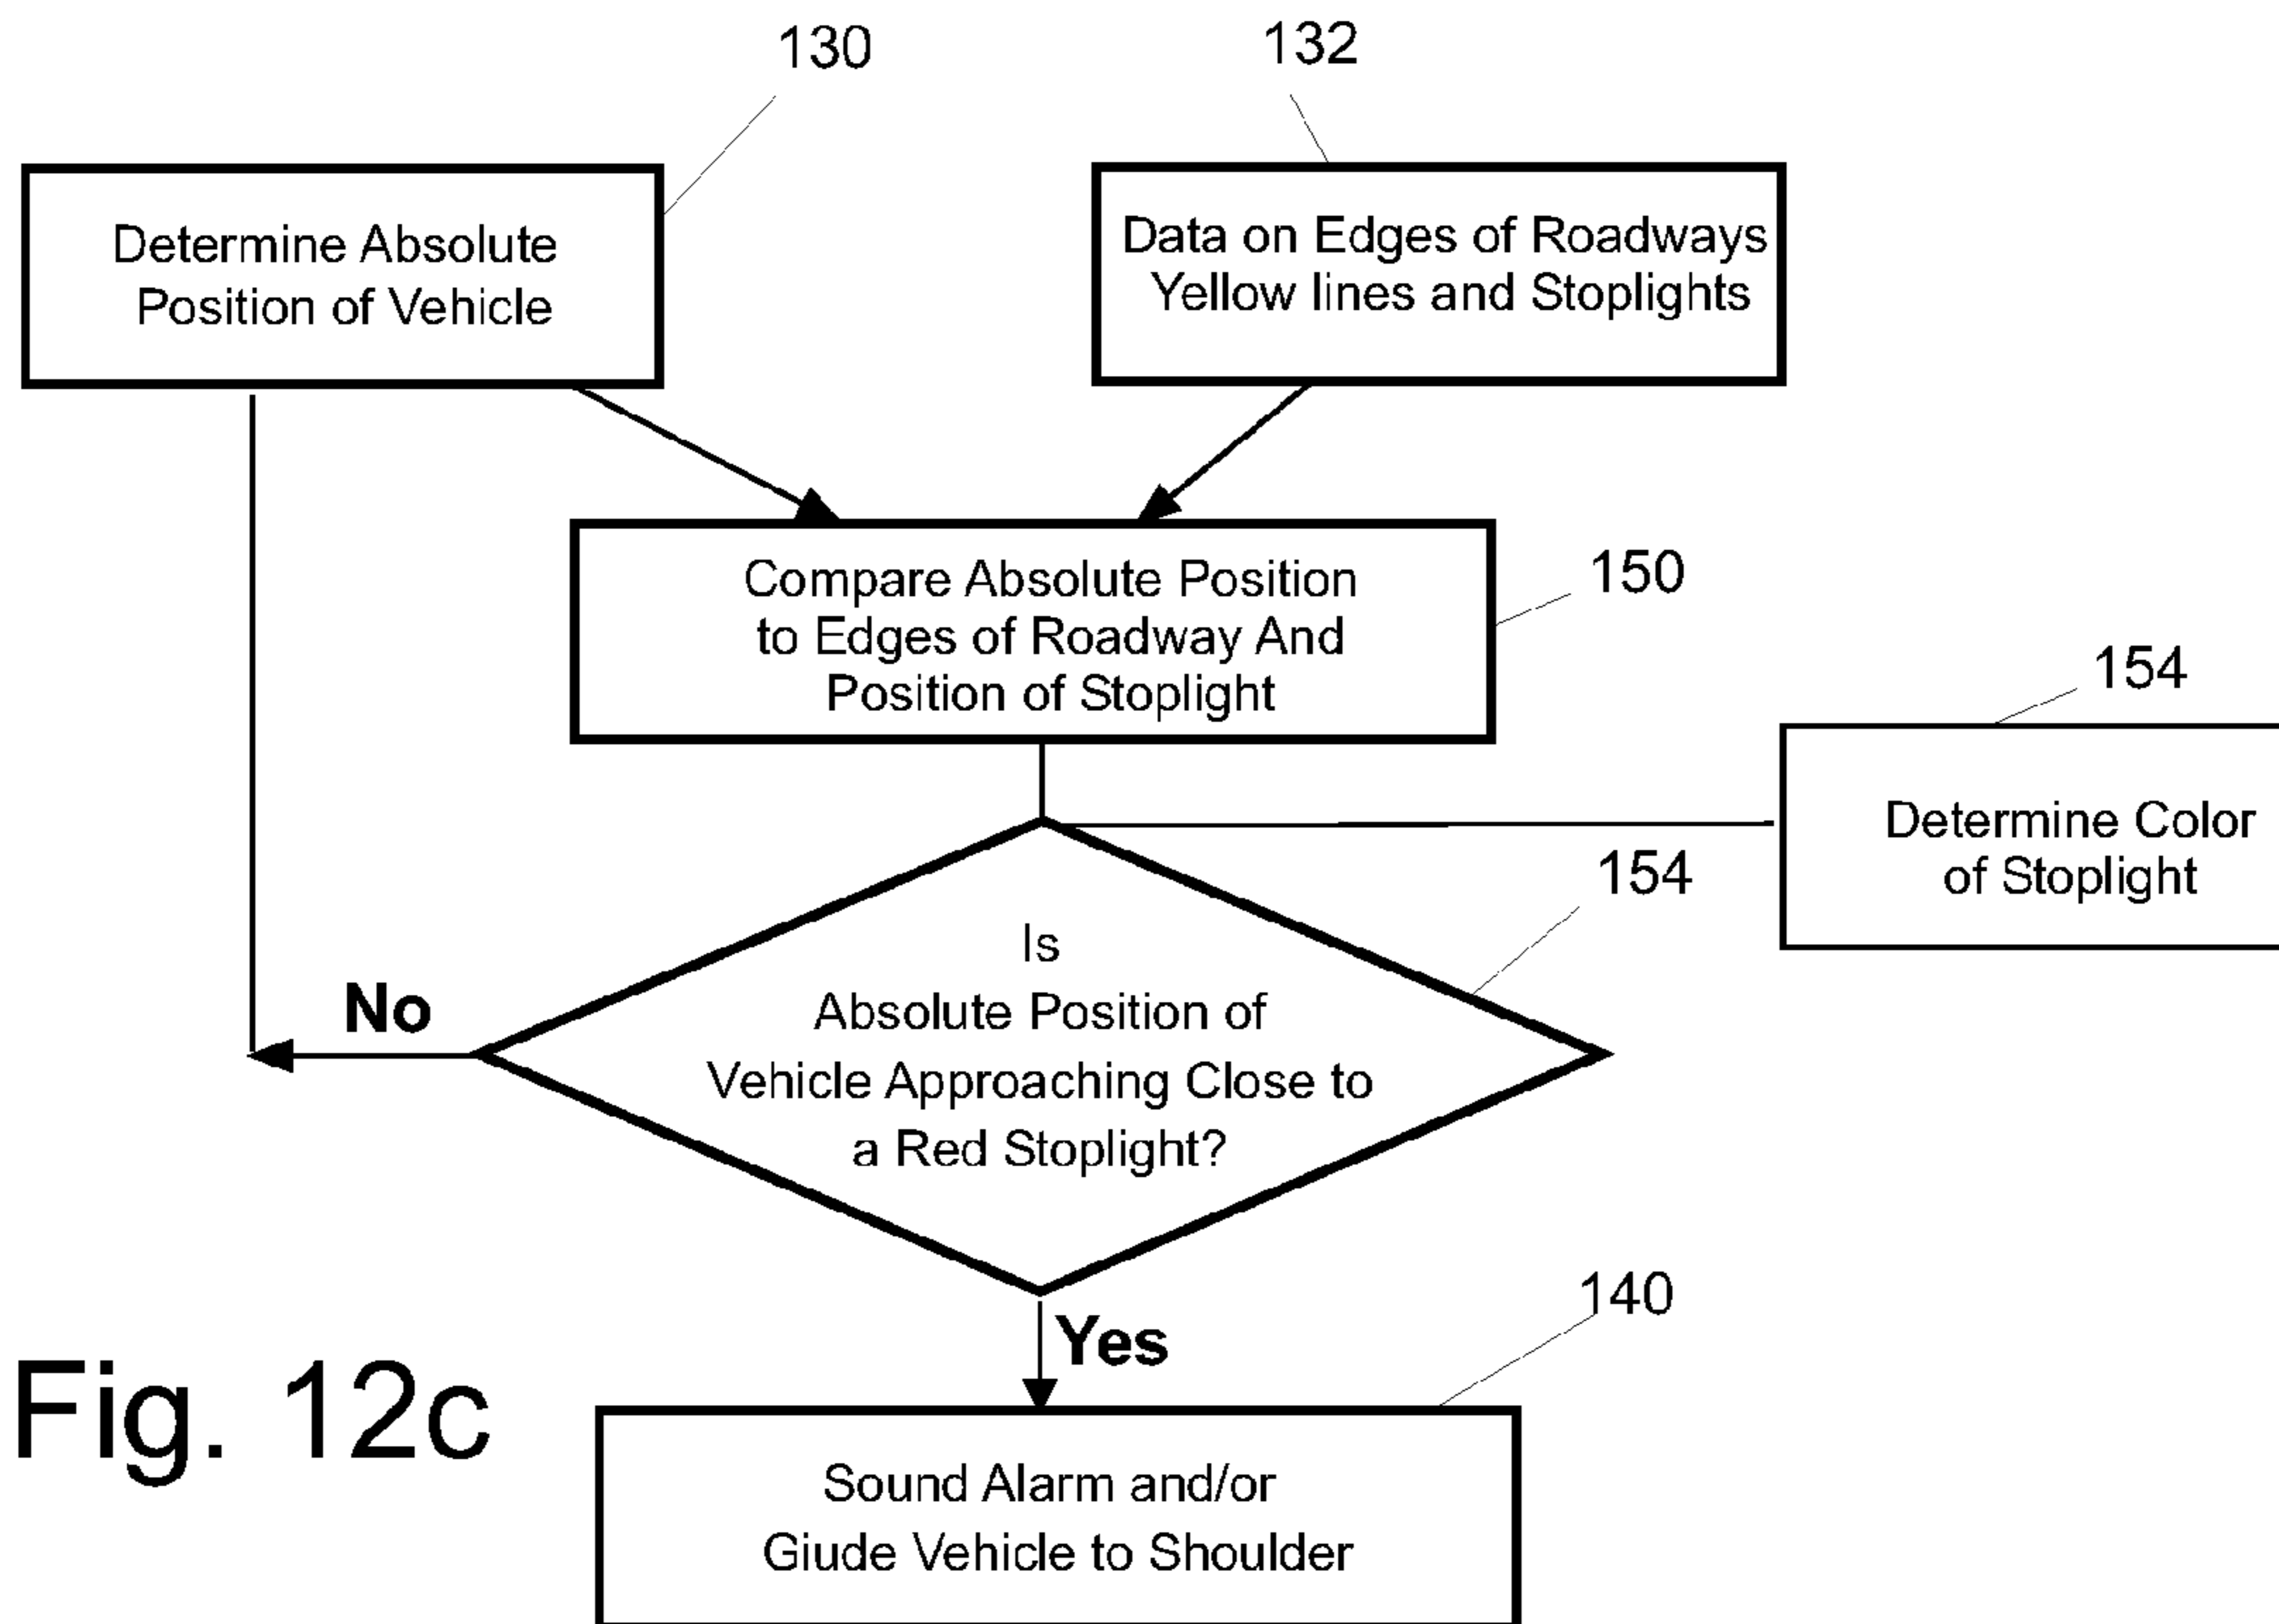 130
132
Determine Absolute
Position of Vehicle
Data on Edges of Roadways
Yellow lines and Stoplights
Compare Absolute Position
to Edges of Roadway And
Position of Stoplight
150
154
Determine Color
of Stoplight
154
Is
Absolute Position of
Vehicle Approaching Close to
a Red Stoplight?
No
Yes
140
Sound Alarm and/or
Giude Vehicle to Shoulder
Fig. 12c